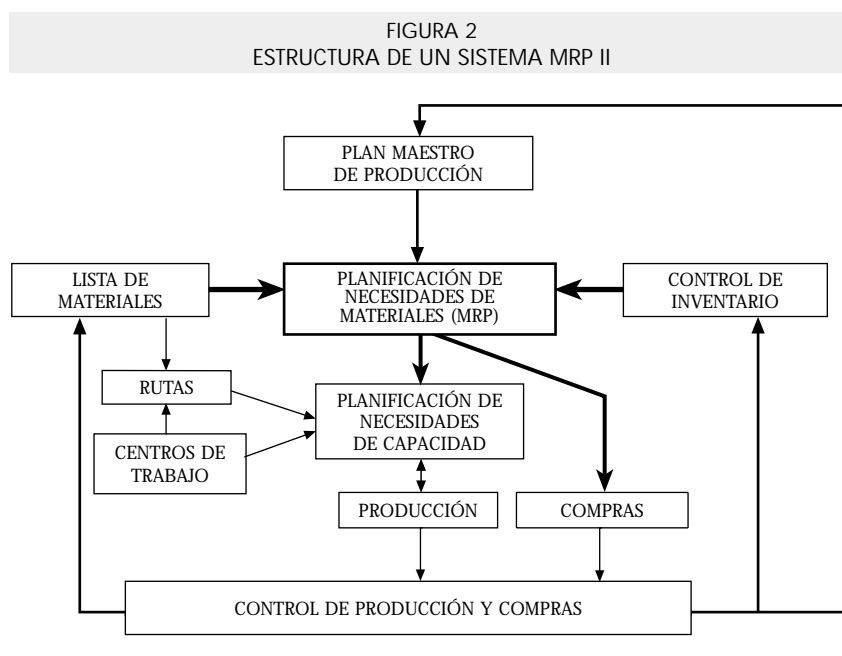 FIGURA 2
ESTRUCTURA DE UN SISTEMA MRP II
PLAN MAESTRO
DE PRODUCCIÓN
LISTA DE
MATERIALES
PLANIFICACIÓN DE
NECESIDADES DE
MATERIALES (MRP)
CONTROL DE
INVENTARIO
RUTAS
CENTROS DE
TRABAJO
PLANIFICACIÓN DE
NECESIDADES
DE CAPACIDAD
PRODUCCIÓN
COMPRAS
CONTROL DE PRODUCCIÓN Y COMPRAS